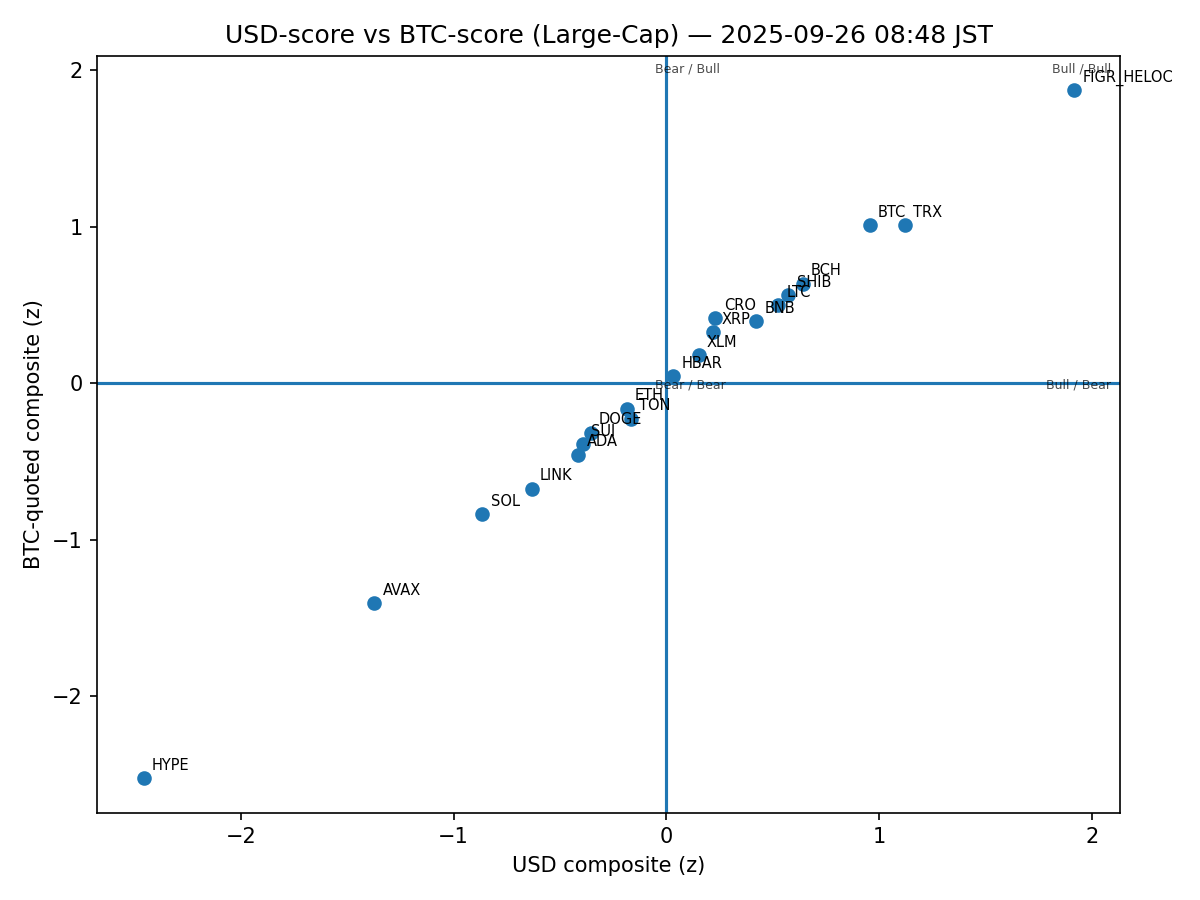 USD-score vs BTC-score (Large-Cap) — 2025-09-26 08:48 JST
Bear / Bull
Bull / Bull
FIGR_HELOC
BTC
TRX
BCH
SHIB
LTC
CRO
BNB
XRP
XLM
HBAR
Bear / Bear
Bull / Bear
ETH
TON
DOGE
SUI
ADA
LINK
SOL
AVAX
HYPE
2
1
0
−1
−2
−2
−1
0
1
2
BTC-quoted composite (z)
USD composite (z)